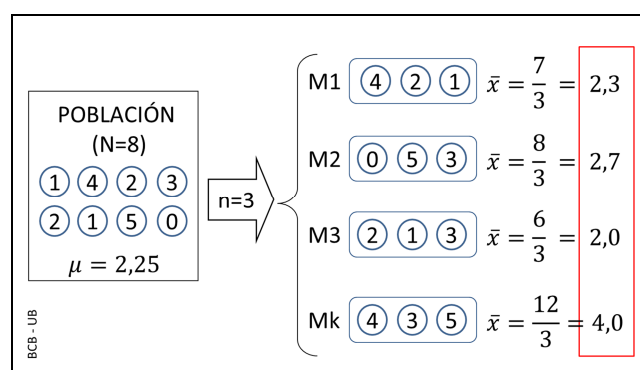 POBLACIÓN
(N=8)
1 4 2 3
2 1 5 0
μ = 2,25
n=3
M1 4 2 1 x̄ = 7/3 = 2,3
M2 0 5 3 x̄ = 8/3 = 2,7
M3 2 1 3 x̄ = 6/3 = 2,0
Mk 4 3 5 x̄ = 12/3 = 4,0
BCB - UB